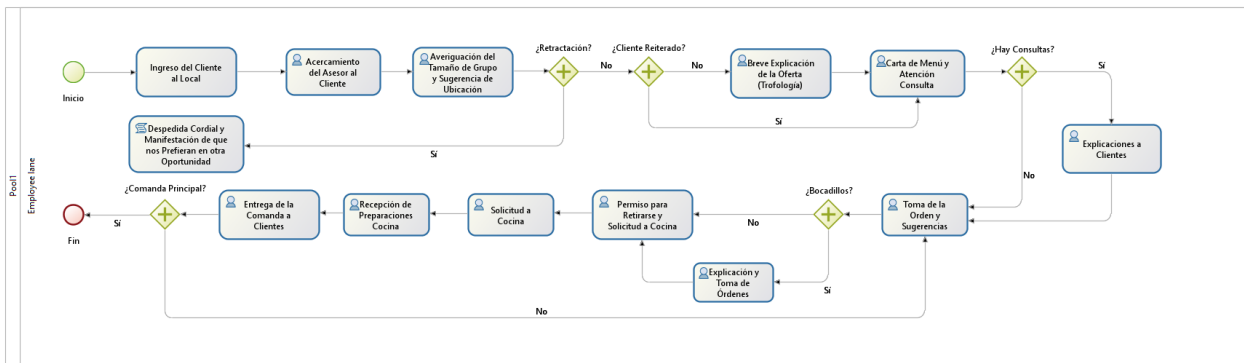 Pool1
Employee lane
Inicio
Ingreso del Cliente
al Local
Acercamiento
del Asesor al
Cliente
Averiguación del
Tamaño de Grupo
y Sugerencia de
Ubicación
¿Retractación?
No
Sí
¿Cliente Reiterado?
No
Sí
Breve Explicación
de la Oferta
(Trofología)
Carta de Menú y
Atención
Consulta
¿Hay Consultas?
Sí
No
Explicaciones a
Clientes
Despedida Cordial y
Manifestación de que
nos Prefieran en otra
Oportunidad
Toma de la
Orden y
Sugerencias
¿Bocadillos?
No
Sí
Explicación y
Toma de
Órdenes
Permiso para
Retirarse y
Solicitud a Cocina
Solicitud a
Cocina
Recepción de
Preparaciones
Cocina
Entrega de la
Comanda a
Clientes
¿Comanda Principal?
Sí
No
Fin